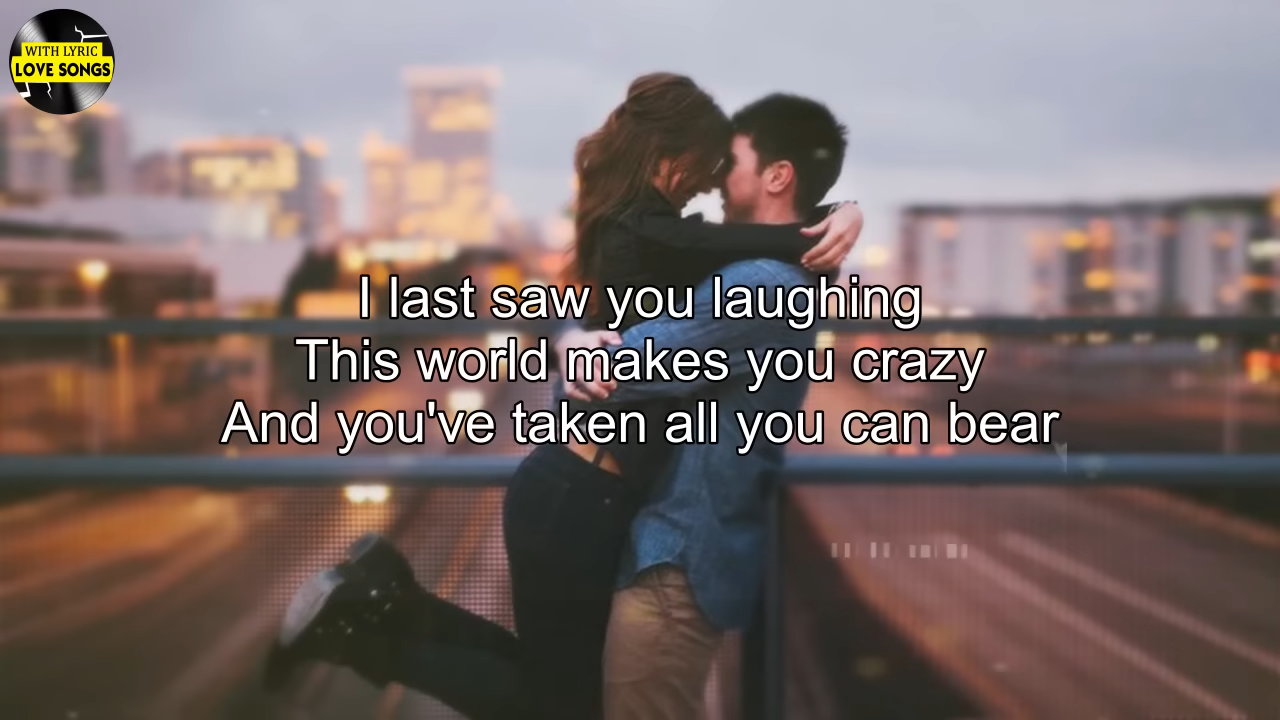 WITH LYRIC
LOVE SONGS
I last saw you laughing
This world makes you crazy
And you've taken all you can bear